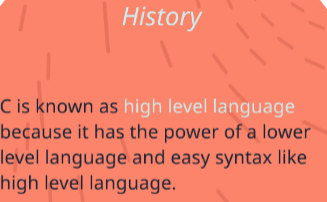 History
C is known as high level language
because it has the power of a lower
level language and easy syntax like
high level language.